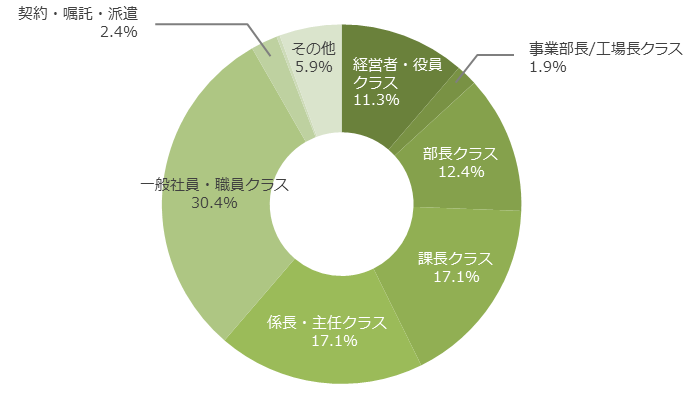 契約・嘱託・派遣
2.4%
その他
5.9%
経営者・役員
クラス
11.3%
事業部長/工場長クラス
1.9%
部長クラス
12.4%
一般社員・職員クラス
30.4%
課長クラス
17.1%
係長・主任クラス
17.1%